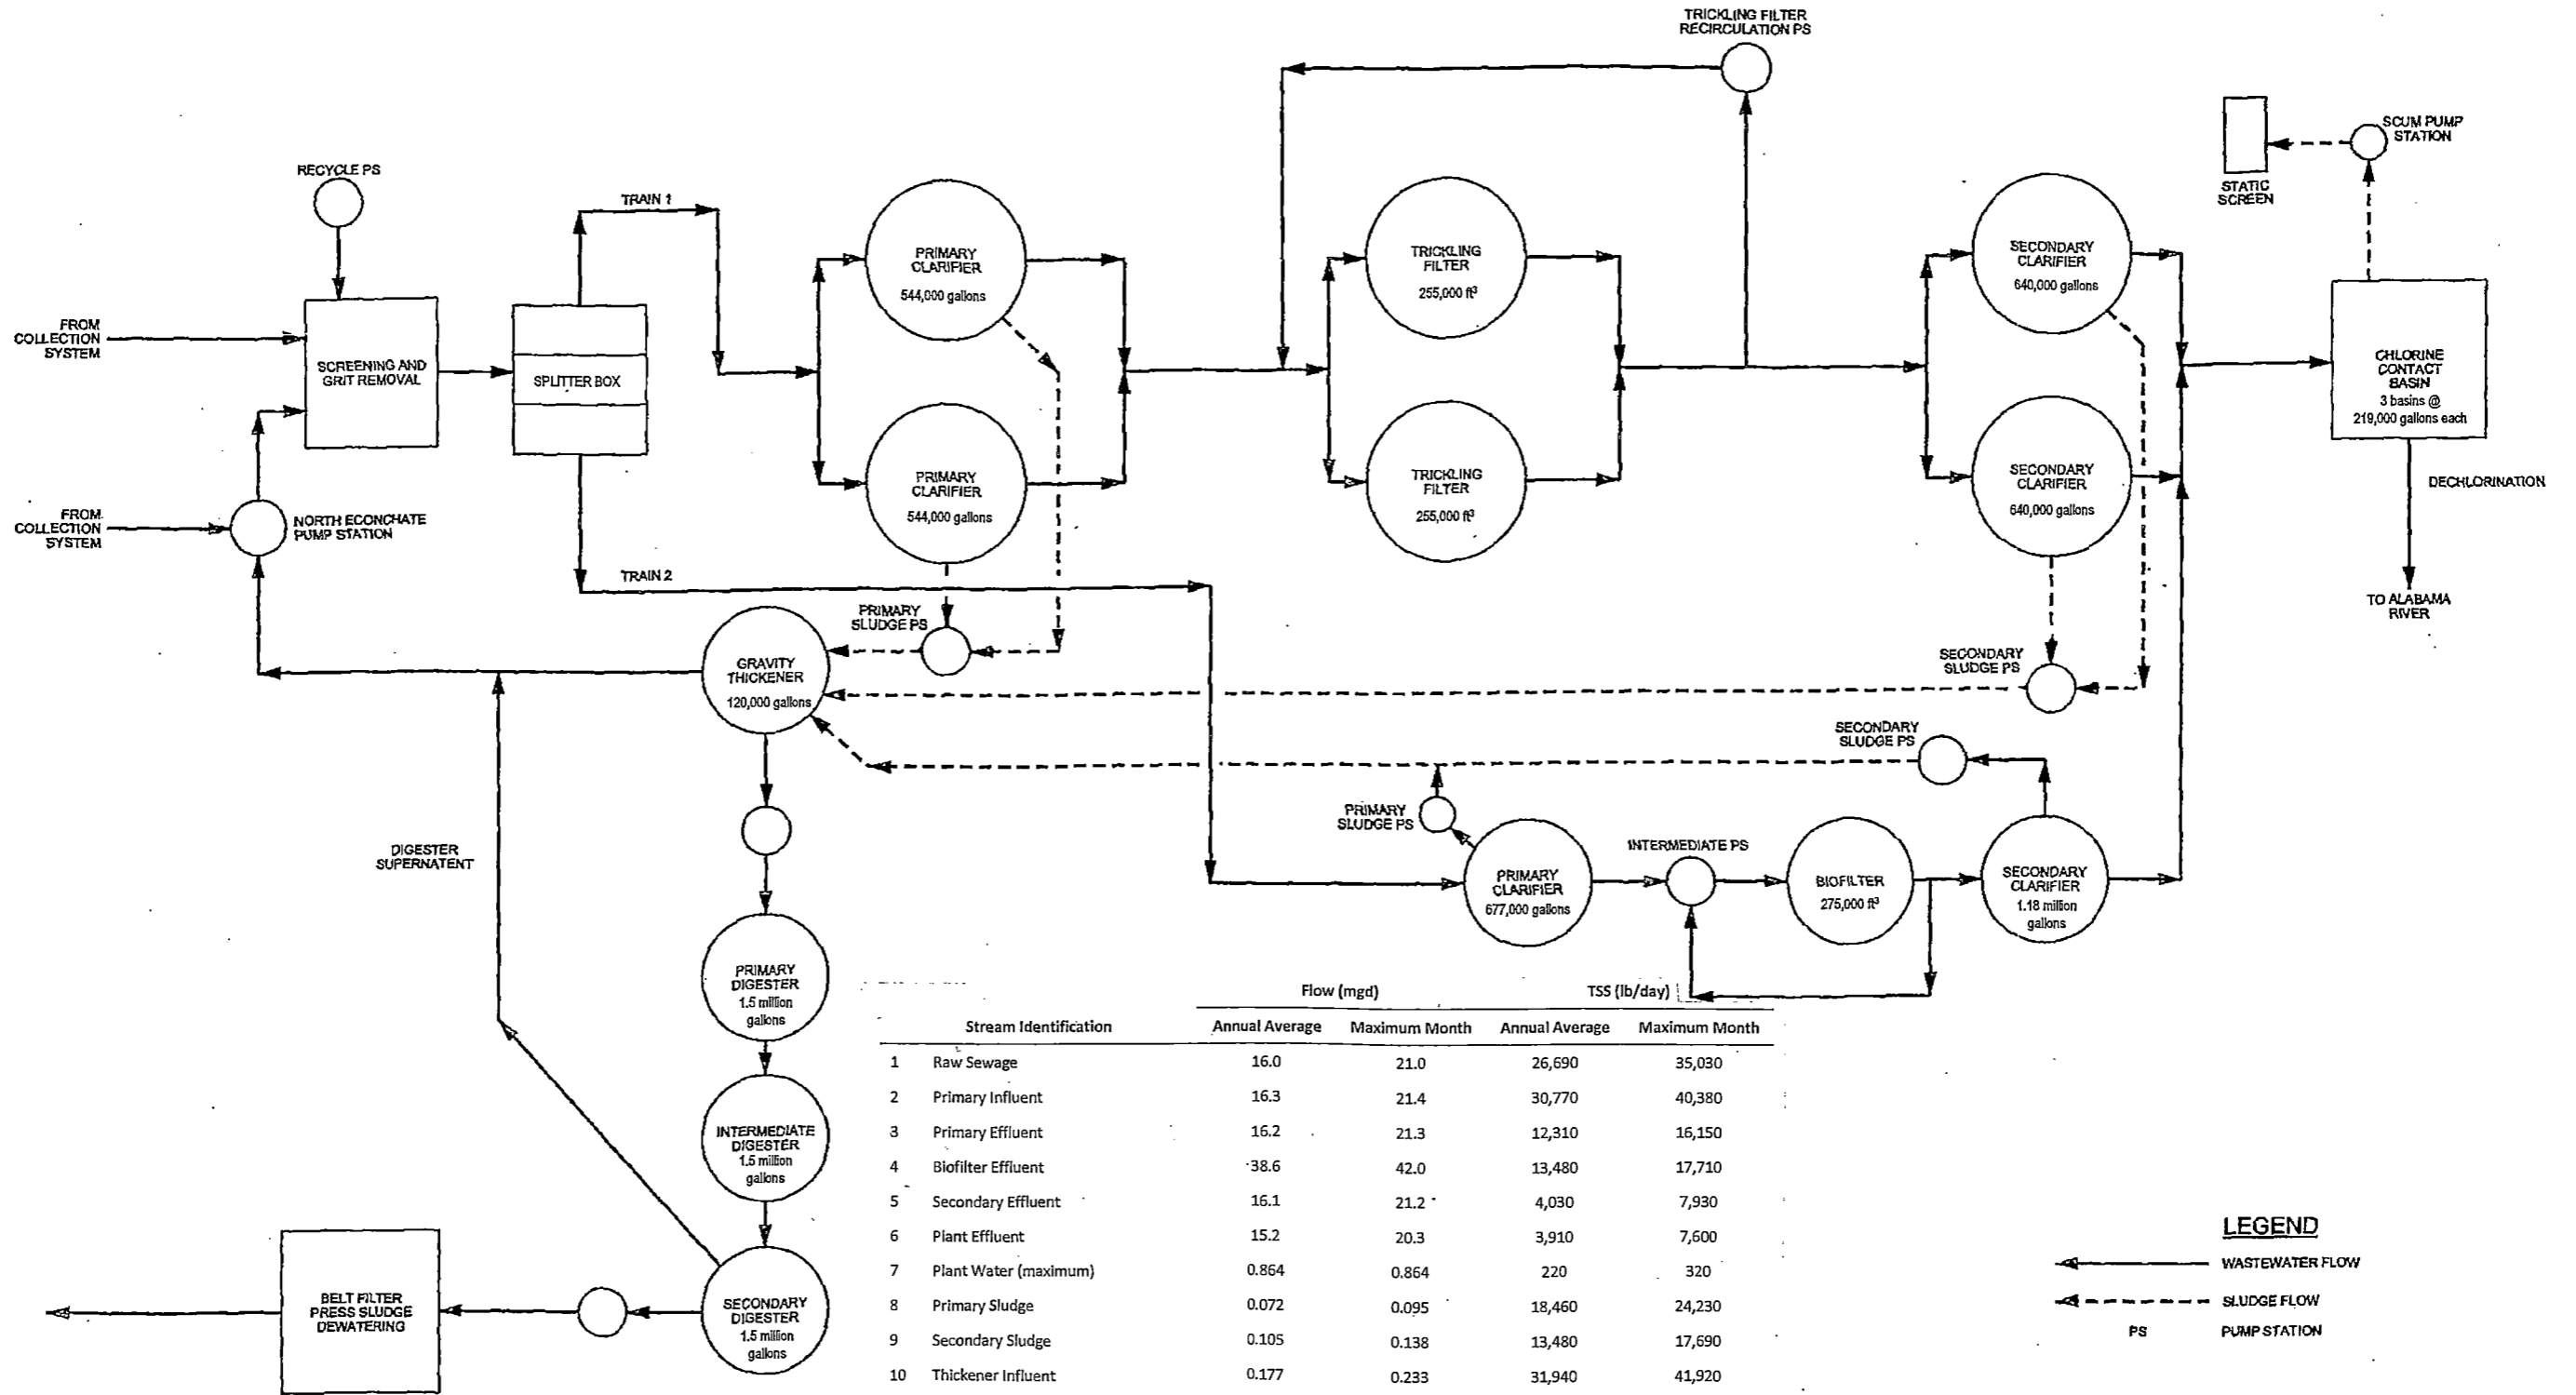 TRICKLING FILTER
RECIRCULATION PS
SCUM PUMP
STATION
STATIC
SCREEN
RECYCLE PS
TRAIN 1
FROM
COLLECTION
SYSTEM
SCREENING AND
GRIT REMOVAL
SPLITTER BOX
PRIMARY
CLARIFIER
544,000 gallons
TRICKLING
FILTER
255,000 ft³
SECONDARY
CLARIFIER
640,000 gallons
CHLORINE
CONTACT
BASIN
3 basins @
219,000 gallons each
FROM
COLLECTION
SYSTEM
NORTH ECONCHATE
PUMP STATION
PRIMARY
CLARIFIER
544,000 gallons
TRICKLING
FILTER
255,000 ft³
SECONDARY
CLARIFIER
640,000 gallons
DECHLORINATION
TO ALABAMA
RIVER
TRAIN 2
PRIMARY
SLUDGE PS
GRAVITY
THICKENER
120,000 gallons
SECONDARY
SLUDGE PS
SECONDARY
SLUDGE PS
PRIMARY
SLUDGE PS
DIGESTER
SUPERNATENT
INTERMEDIATE PS
PRIMARY
CLARIFIER
677,000 gallons
BIOFILTER
275,000 ft³
SECONDARY
CLARIFIER
1.18 million
gallons
PRIMARY
DIGESTER
1.5 million
gallons
INTERMEDIATE
DIGESTER
1.5 million
gallons
SECONDARY
DIGESTER
1.5 million
gallons
BELT FILTER
PRESS SLUDGE
DEWATERING
Flow (mgd) TSS (lb/day)
Stream Identification Annual Average Maximum Month Annual Average Maximum Month
1 Raw Sewage 16.0 21.0 26,690 35,030
2 Primary Influent 16.3 21.4 30,770 40,380
3 Primary Effluent 16.2 21.3 12,310 16,150
4 Biofilter Effluent 38.6 42.0 13,480 17,710
5 Secondary Effluent 16.1 21.2 4,030 7,930
6 Plant Effluent 15.2 20.3 3,910 7,600
7 Plant Water (maximum) 0.864 0.864 220 320
8 Primary Sludge 0.072 0.095 18,460 24,230
9 Secondary Sludge 0.105 0.138 13,480 17,690
10 Thickener Influent 0.177 0.233 31,940 41,920
LEGEND
WASTEWATER FLOW
SLUDGE FLOW
PS PUMP STATION